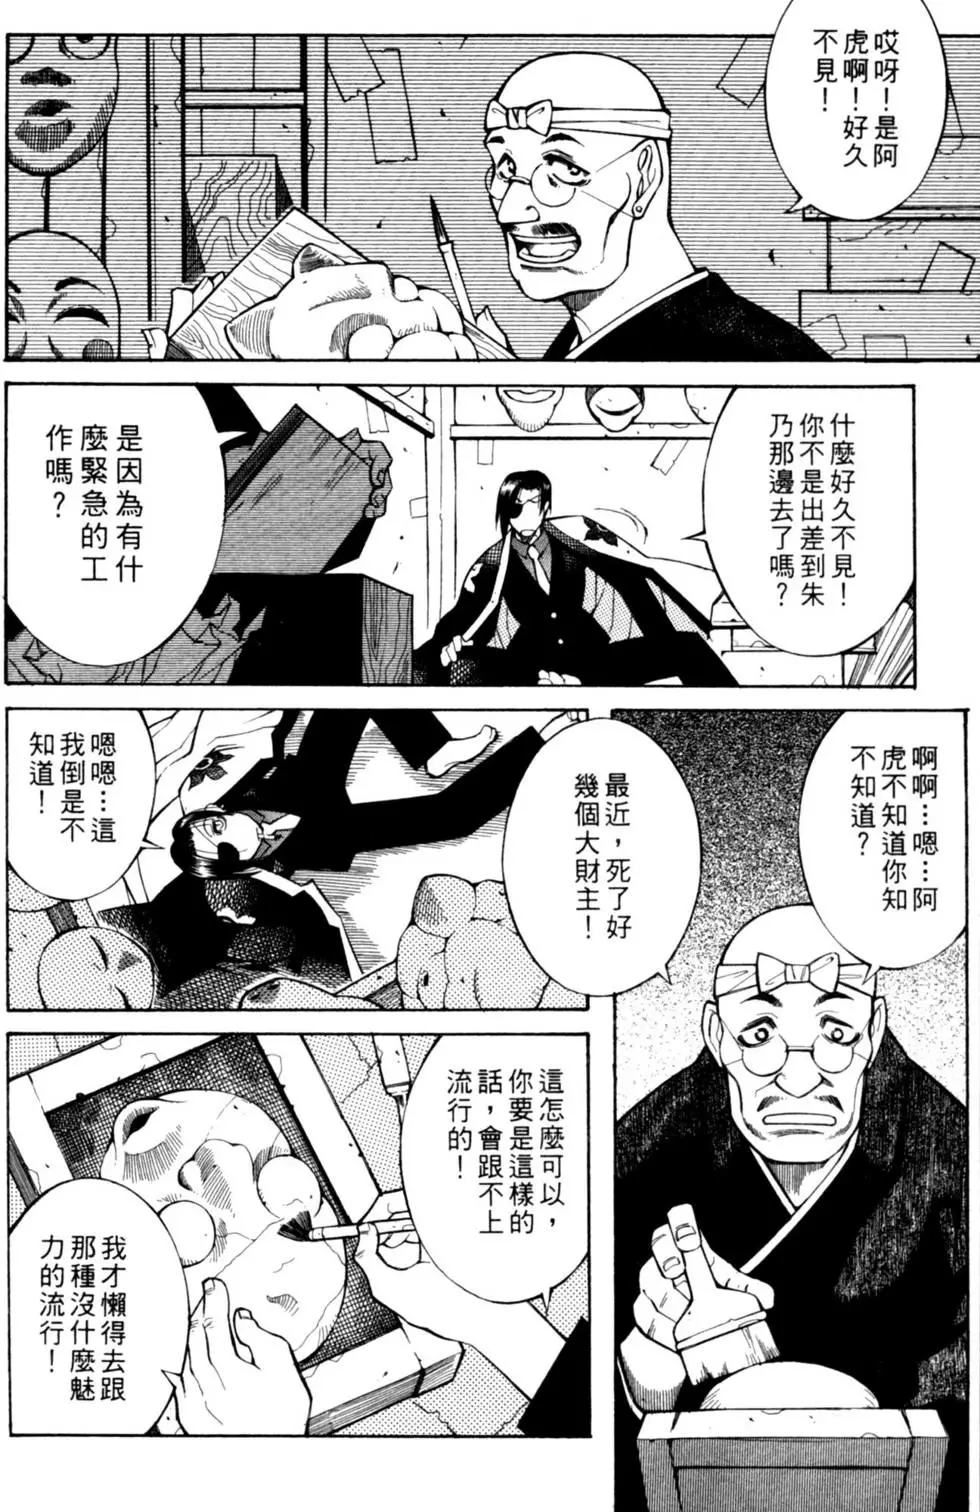 哎呀！是阿
虎啊！好久
不見！
什麼好久不見！
你不是出差到朱
乃那邊去了嗎？
是因為有什
麼緊急的工
作嗎？
啊啊…嗯…阿
虎不知道你知
不知道？
最近，死了好
幾個大財主！
嗯嗯…這
我倒是不
知道！
這怎麼可以，
你要是這樣的
話，會跟不上
流行的！
我才懶得去跟
那種沒什麼魅
力的流行！